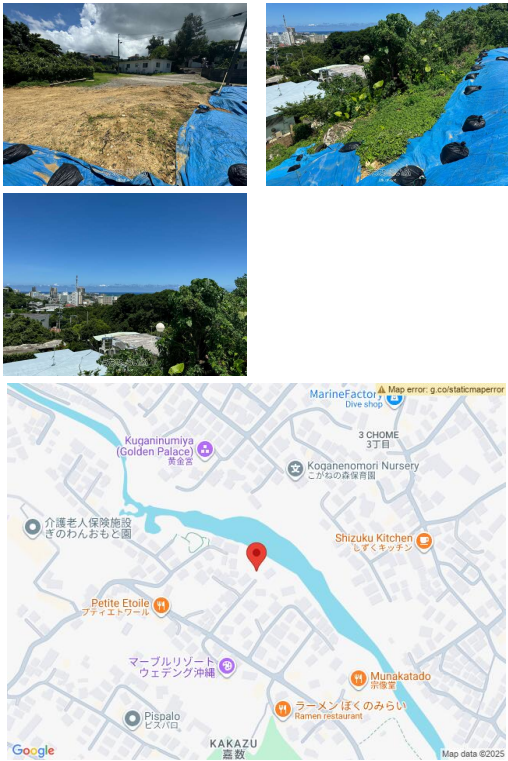 Map error: g.co/staticmaperror
MarineFactory
Dive shop
3 CHOME
3丁目
Kuganinumiya
(Golden Palace)
黄金宮
Koganenomori Nursery
こがねの森保育園
介護老人保険施設
ぎのわんおもと園
Shizuku Kitchen
しずくキッチン
Petite Etoile
プティエトワール
マーブルリゾート
ウェディング沖縄
Munakatado
宗像堂
ラーメン ぼくのみらい
Ramen restaurant
Pispalo
ピスパロ
KAKAZU
嘉数
Google
Map data ©2025